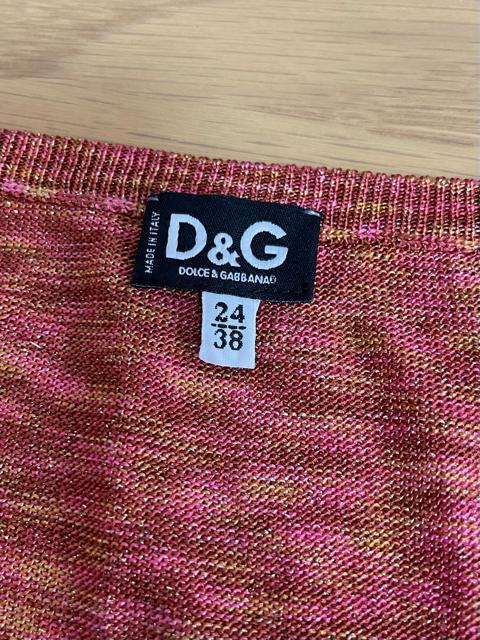 MADE IN ITALY
D&G
DOLCE & GABBANA®
24
38